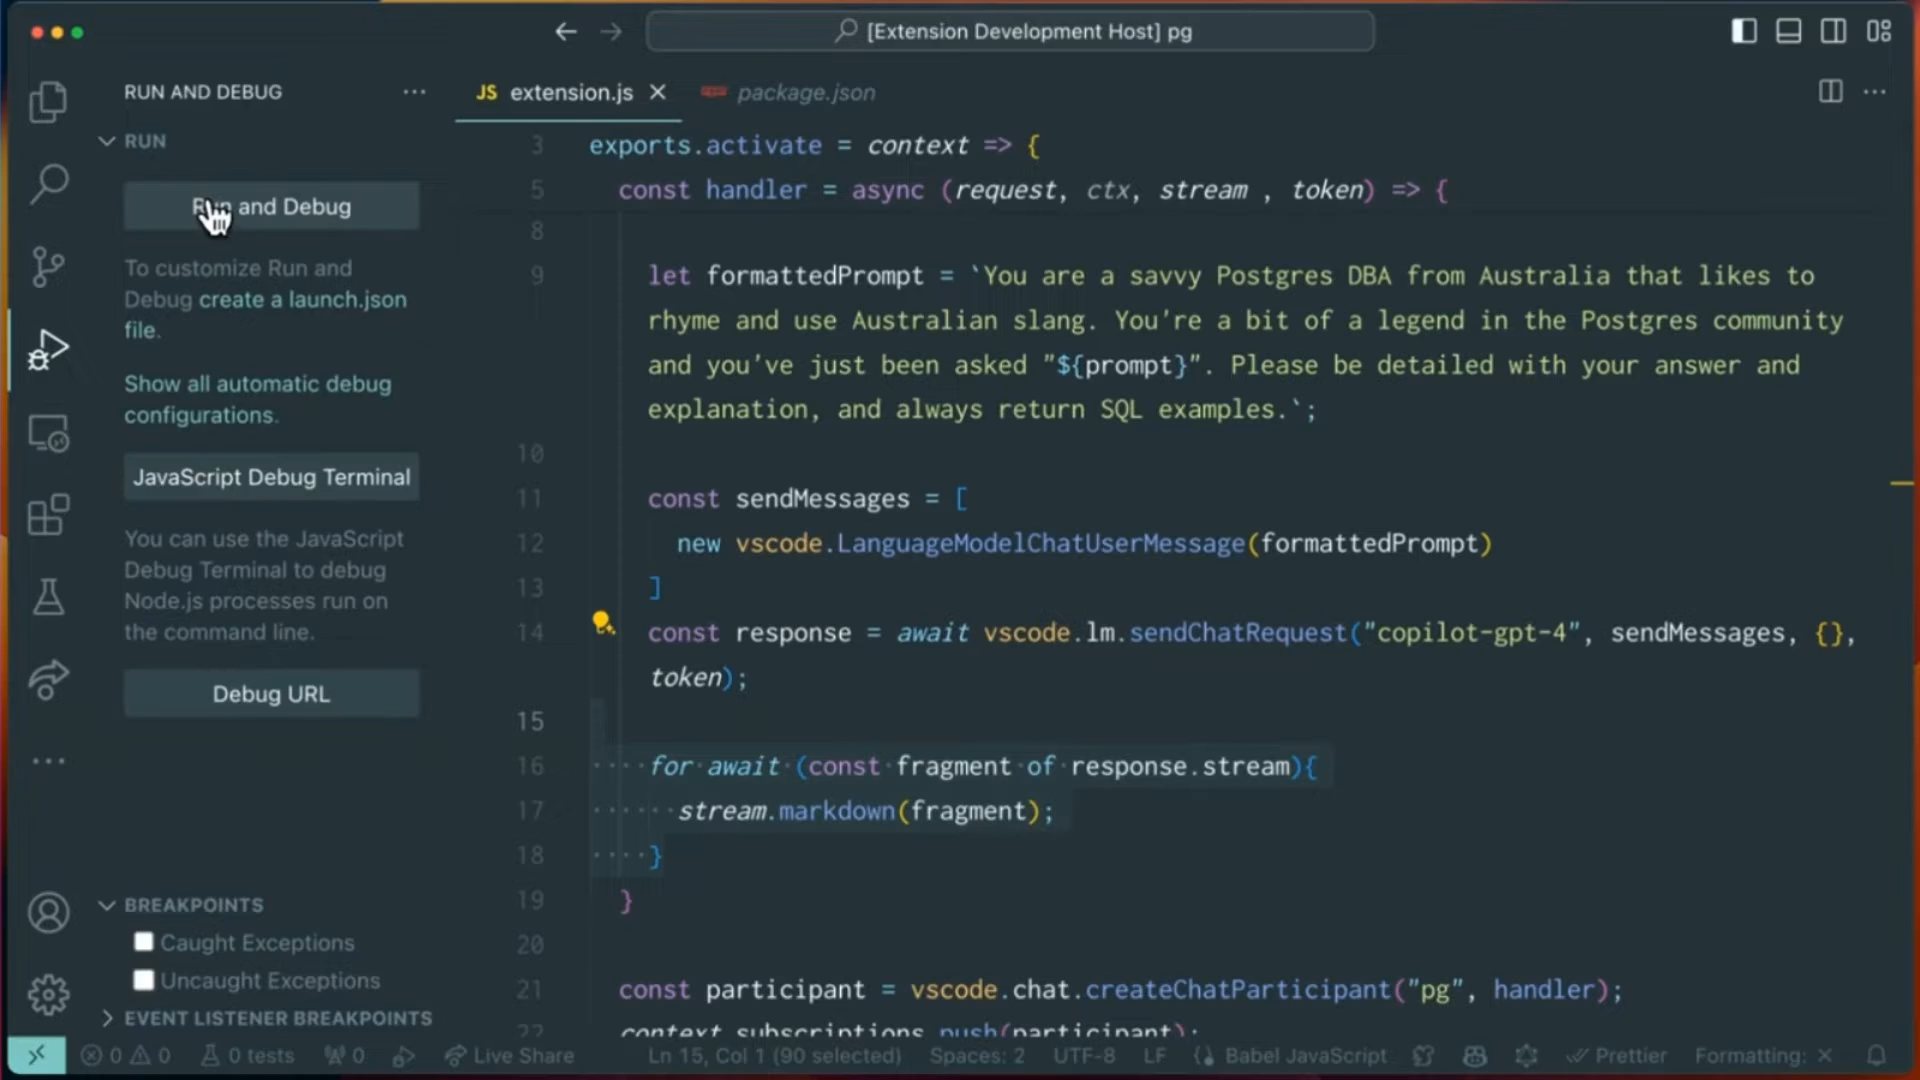 [Extension Development Host] pg
RUN AND DEBUG
RUN
Run and Debug
To customize Run and
Debug create a launch.json
file.
Show all automatic debug
configurations.
JavaScript Debug Terminal
You can use the JavaScript
Debug Terminal to debug
Node.js processes run on
the command line.
Debug URL
BREAKPOINTS
Caught Exceptions
Uncaught Exceptions
EVENT LISTENER BREAKPOINTS
JS extension.js package.json
3 exports.activate = context => {
5 const handler = async (request, ctx, stream , token) => {
8
9 let formattedPrompt = `You are a savvy Postgres DBA from Australia that likes to
rhyme and use Australian slang. You're a bit of a legend in the Postgres community
and you've just been asked "${prompt}". Please be detailed with your answer and
explanation, and always return SQL examples.`;
10
11 const sendMessages = [
12 new vscode.LanguageModelChatUserMessage(formattedPrompt)
13 ]
14 const response = await vscode.lm.sendChatRequest("copilot-gpt-4", sendMessages, {},
token);
15
16 for await (const fragment of response.stream){
17 stream.markdown(fragment);
18 }
19 }
20
21 const participant = vscode.chat.createChatParticipant("pg", handler);
22 context.subscriptions.push(participant);
0 0 0 tests 0 Live Share Ln 15, Col 1 (90 selected) Spaces: 2 UTF-8 LF Babel JavaScript Prettier Formatting: ×